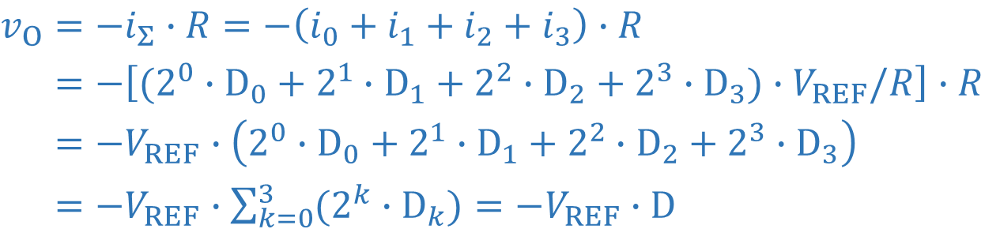 v_O = −i_Σ · R = −(i_0 + i_1 + i_2 + i_3) · R
= −[(2^0 · D_0 + 2^1 · D_1 + 2^2 · D_2 + 2^3 · D_3) · V_REF/R] · R
= −V_REF · (2^0 · D_0 + 2^1 · D_1 + 2^2 · D_2 + 2^3 · D_3)
= −V_REF · ∑_{k=0}^{3}(2^k · D_k) = −V_REF · D